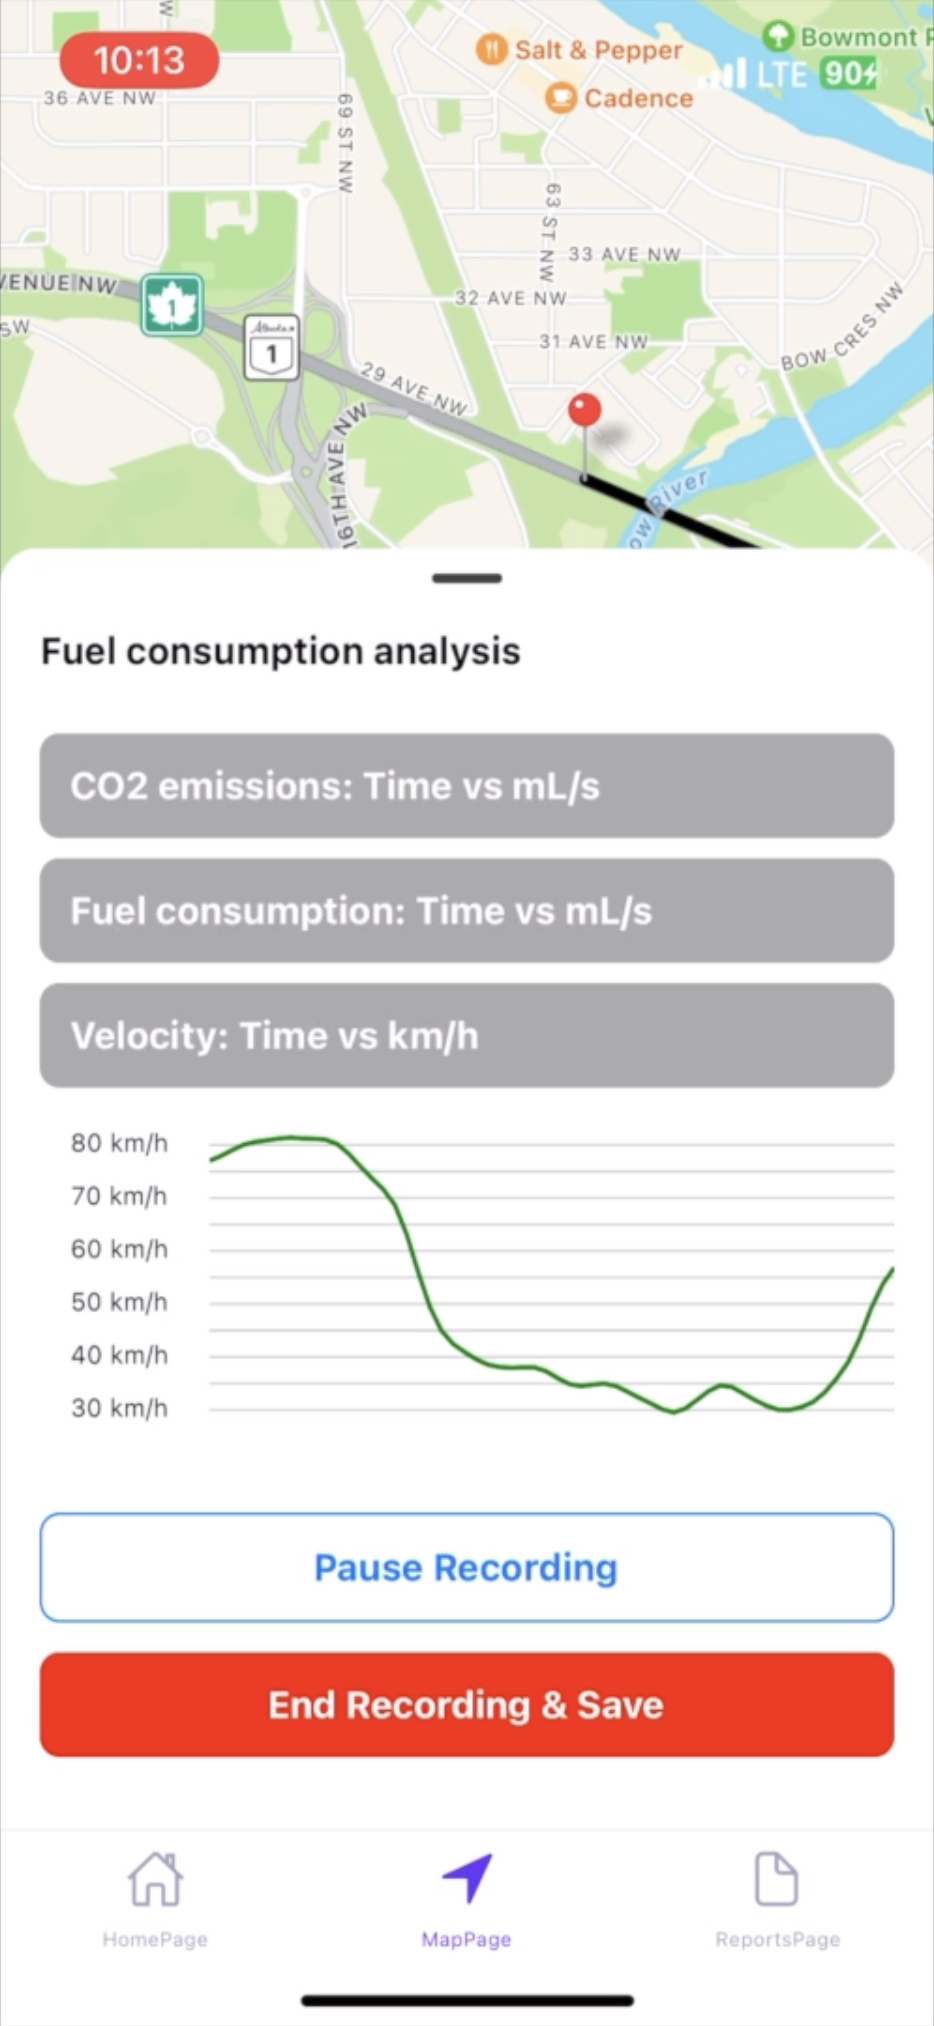 W
10:13
Salt & Pepper
Bowmont P
LTE 90
36 AVE NW
Cadence
69 ST NW
63 ST NW
33 AVE NW
VENUE NW
1
32 AVE NW
SW
Alberta
1
31 AVE NW
BOW CRES NW
29 AVE NW
16TH AVE NW
ow River
Fuel consumption analysis
CO2 emissions: Time vs mL/s
Fuel consumption: Time vs mL/s
Velocity: Time vs km/h
80 km/h
70 km/h
60 km/h
50 km/h
40 km/h
30 km/h
Pause Recording
End Recording & Save
HomePage
MapPage
ReportsPage